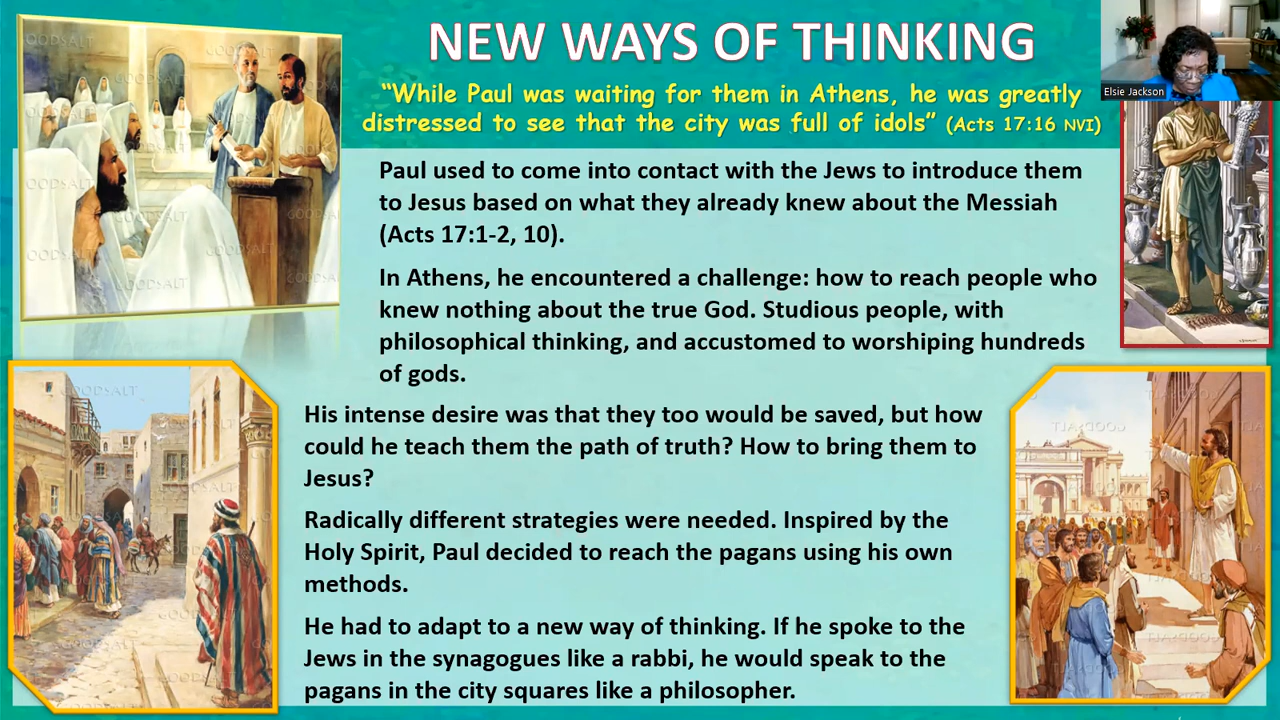 NEW WAYS OF THINKING
“While Paul was waiting for them in Athens, he was greatly
distressed to see that the city was full of idols” (Acts 17:16 NVI)
Elsie Jackson
Paul used to come into contact with the Jews to introduce them
to Jesus based on what they already knew about the Messiah
(Acts 17:1-2, 10).
In Athens, he encountered a challenge: how to reach people who
knew nothing about the true God. Studious people, with
philosophical thinking, and accustomed to worshiping hundreds
of gods.
His intense desire was that they too would be saved, but how
could he teach them the path of truth? How to bring them to
Jesus?
Radically different strategies were needed. Inspired by the
Holy Spirit, Paul decided to reach the pagans using his own
methods.
He had to adapt to a new way of thinking. If he spoke to the
Jews in the synagogues like a rabbi, he would speak to the
pagans in the city squares like a philosopher.
GOODSALT
GOODSALT
GOODSALT
GOODSALT